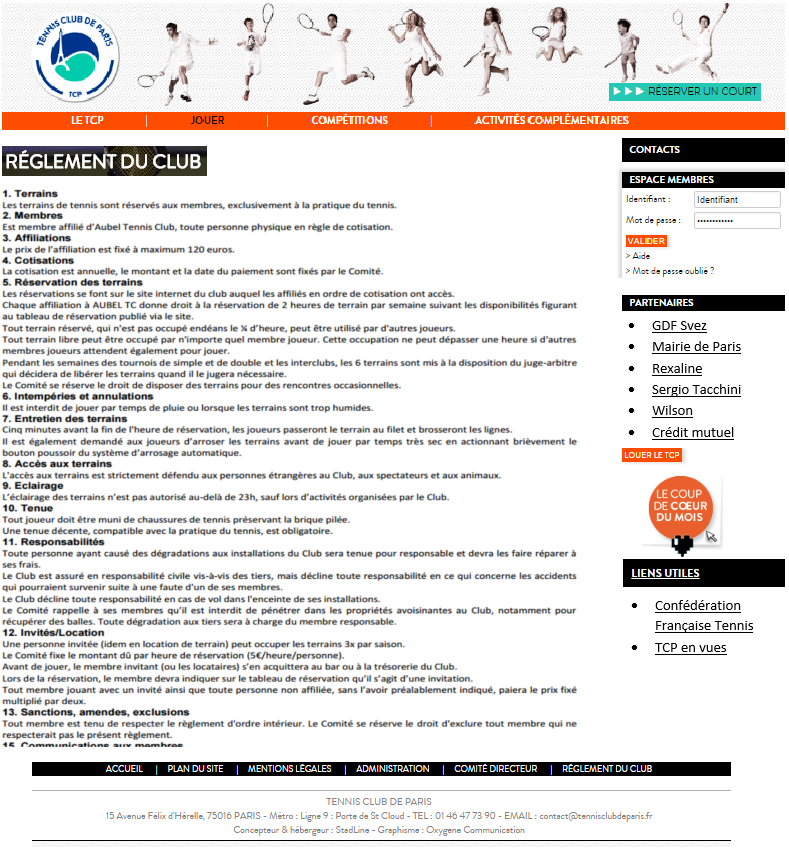 TENNIS CLUB DE PARIS
TCP
▶ ▶ ▶ RÉSERVER UN COURT
LE TCP | JOUER | COMPÉTITIONS | ACTIVITÉS COMPLÉMENTAIRES
RÉGLEMENT DU CLUB
1. Terrains
Les terrains de tennis sont réservés aux membres, exclusivement à la pratique du tennis.
2. Membres
Est membre affilié d'Aubel Tennis Club, toute personne physique en règle de cotisation.
3. Affiliations
Le prix de l'affiliation est fixé à maximum 120 euros.
4. Cotisations
La cotisation est annuelle, le montant et la date du paiement sont fixés par le Comité.
5. Réservation des terrains
Les réservations se font sur le site internet du club auquel les affiliés en ordre de cotisation ont accès.
Chaque affiliation à AUBEL TC donne droit à la réservation de 2 heures de terrain par semaine suivant les disponibilités figurant
au tableau de réservation publié via le site.
Tout terrain réservé, qui n'est pas occupé endéans le ¼ d'heure, peut être utilisé par d'autres joueurs.
Tout terrain libre peut être occupé par n'importe quel membre joueur. Cette occupation ne peut dépasser une heure si d'autres
membres joueurs attendent également pour jouer.
Pendant les semaines des tournois de simple et de double et les interclubs, les 6 terrains sont mis à la disposition du juge-arbitre
qui décidera de libérer les terrains quand il le jugera nécessaire.
Le Comité se réserve le droit de disposer des terrains pour des rencontres occasionnelles.
6. Intempéries et annulations
Il est interdit de jouer par temps de pluie ou lorsque les terrains sont trop humides.
7. Entretien des terrains
Cinq minutes avant la fin de l'heure de réservation, les joueurs passeront le terrain au filet et brosseront les lignes.
Il est également demandé aux joueurs d'arroser les terrains avant de jouer par temps très sec en actionnant brièvement le
bouton poussoir du système d'arrosage automatique.
8. Accès aux terrains
L'accès aux terrains est strictement défendu aux personnes étrangères au Club, aux spectateurs et aux animaux.
9. Eclairage
L'éclairage des terrains n'est pas autorisé au-delà de 23h, sauf lors d'activités organisées par le Club.
10. Tenue
Tout joueur doit être muni de chaussures de tennis préservant la brique pilée.
Une tenue décente, compatible avec la pratique du tennis, est obligatoire.
11. Responsabilités
Toute personne ayant causé des dégradations aux installations du Club sera tenue pour responsable et devra les faire réparer à
ses frais.
Le Club est assuré en responsabilité civile vis-à-vis des tiers, mais décline toute responsabilité en ce qui concerne les accidents
qui pourraient survenir suite à une faute d'un de ses membres.
Le Club décline toute responsabilité en cas de vol dans l'enceinte de ses installations.
Le Comité rappelle à ses membres qu'il est interdit de pénétrer dans les propriétés avoisinantes au Club, notamment pour
récupérer des balles. Toute dégradation aux tiers sera à charge du membre responsable.
12. Invités/Location
Une personne invitée (idem en location de terrain) peut occuper les terrains 3x par saison.
Le Comité fixe le montant dû par heure de réservation (5€/heure/personne).
Avant de jouer, le membre invitant (ou les locataires) s'en acquittera au bar ou à la trésorerie du Club.
Lors de la réservation, le membre devra indiquer sur le tableau de réservation qu'il s'agit d'une invitation.
Tout membre jouant avec un invité ainsi que toute personne non affiliée, sans l'avoir préalablement indiqué, paiera le prix fixé
multiplié par deux.
13. Sanctions, amendes, exclusions
Tout membre est tenu de respecter le règlement d'ordre intérieur. Le Comité se réserve le droit d'exclure tout membre qui ne
respecterait pas le présent règlement.
15. Communications aux membres
CONTACTS
ESPACE MEMBRES
Identifiant : Identifiant
Mot de passe : ••••••••••••
VALIDER
> Aide
> Mot de passe oublié ?
PARTENAIRES
• GDF Svez
• Mairie de Paris
• Rexaline
• Sergio Tacchini
• Wilson
• Crédit mutuel
LOUER LE TCP
LE COUP
DE CŒUR
DU MOIS
LIENS UTILES
• Confédération
Française Tennis
• TCP en vues
ACCUEIL | PLAN DU SITE | MENTIONS LÉGALES | ADMINISTRATION | COMITÉ DIRECTEUR | RÉGLEMENT DU CLUB
TENNIS CLUB DE PARIS
15 Avenue Félix d'Hérelle, 75016 PARIS - Métro : Ligne 9 : Porte de St Cloud - TEL : 01 46 47 73 90 - EMAIL : contact@tennisclubdeparis.fr
Concepteur & hébergeur : StadLine - Graphisme : Oxygene Communication